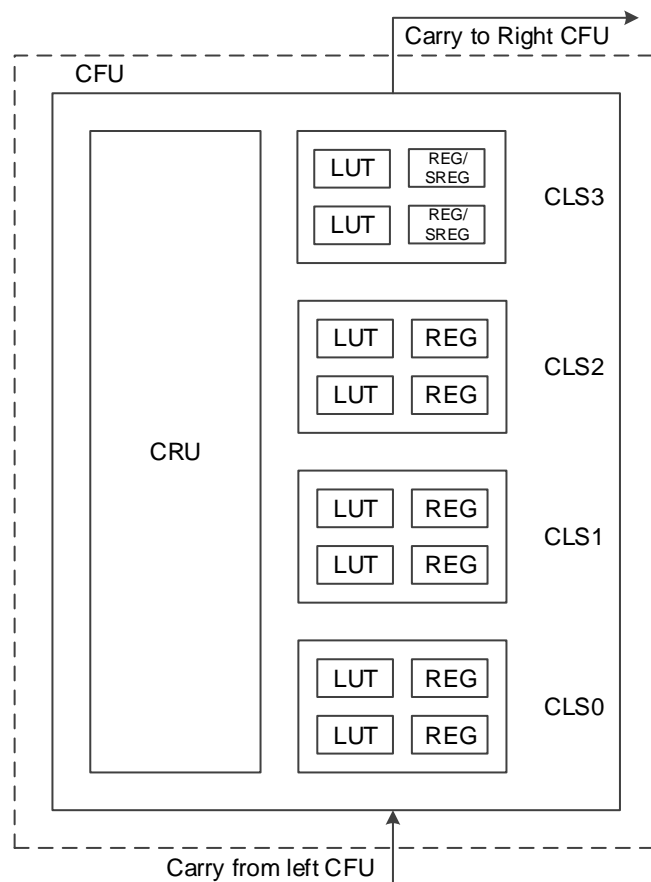 Carry to Right CFU
CFU
LUT REG/
SREG
LUT REG/
SREG
CLS3
LUT REG
LUT REG
CLS2
CRU
LUT REG
LUT REG
CLS1
LUT REG
LUT REG
CLS0
Carry from left CFU